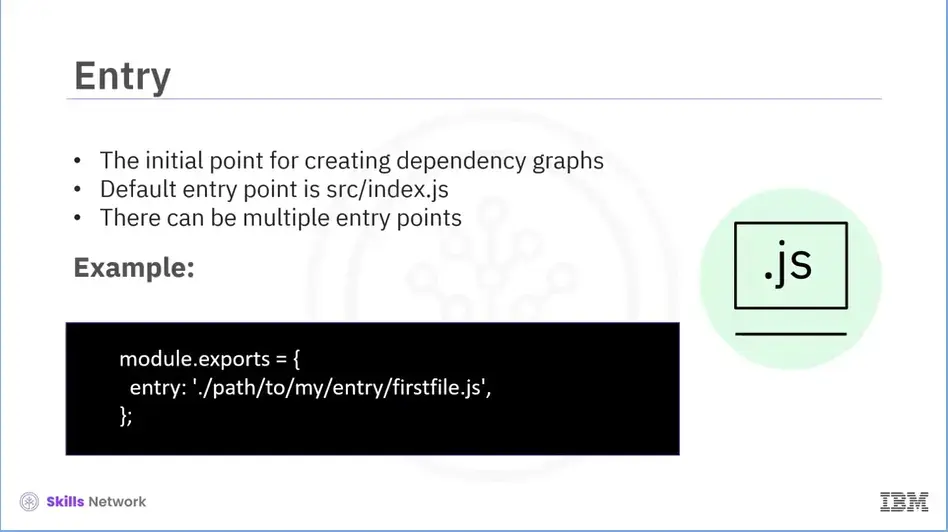 Entry
• The initial point for creating dependency graphs
• Default entry point is src/index.js
• There can be multiple entry points
Example:
.js
module.exports = {
  entry: './path/to/my/entry/firstfile.js',
};
Skills Network
IBM